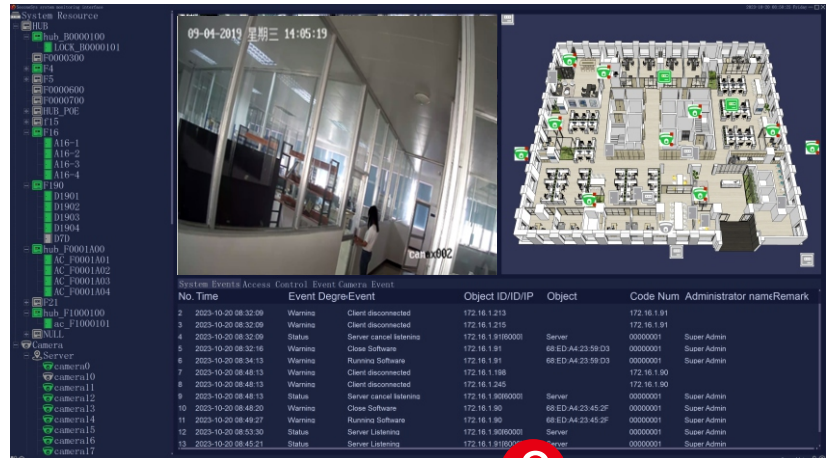 SecureNet system monitoring interface
System Resource
HUB
hub_B0000100
LOCK_B0000101
F0000300
F4
F5
F0000600
F0000700
HUB_POE
f15
F16
A16-1
A16-2
A16-3
A16-4
F190
D1901
D1902
D1903
D1904
D7D
hub_F0001A00
AC_F0001A01
AC_F0001A02
AC_F0001A03
AC_F0001A04
F21
hub_F1000100
ac_F1000101
NULL
Camera
Server
camera0
camera10
camera11
camera12
camera13
camera14
camera15
camera16
camera17
09-04-2019 星期三 14:05:19
System Events Access Control Event Camera Event
No. Time Event Degre Event Object ID/ID/IP Object Code Num Administrator name Remark
2 2023-10-20 08:32:09 Warning Client disconnected 172.16.1.213 172.16.1.91
3 2023-10-20 08:32:09 Warning Client disconnected 172.16.1.215 172.16.1.91
4 2023-10-20 08:32:09 Status Server cancel listening 172.16.1.91[6000] Server 00000001 Super Admin
5 2023-10-20 08:32:16 Warning Close Software 172.16.1.91 68:ED:A4:23:59:D3 00000001 Super Admin
6 2023-10-20 08:34:13 Warning Running Software 172.16.1.91 68:ED:A4:23:59:D3 00000001 Super Admin
7 2023-10-20 08:48:13 Warning Client disconnected 172.16.1.198 172.16.1.90
8 2023-10-20 08:48:13 Warning Client disconnected 172.16.1.245 172.16.1.90
9 2023-10-20 08:48:13 Status Server cancel listening 172.16.1.90[6000] Server 00000001 Super Admin
10 2023-10-20 08:48:20 Warning Close Software 172.16.1.90 68:ED:A4:23:45:2F 00000001 Super Admin
11 2023-10-20 08:49:27 Warning Running Software 172.16.1.90 68:ED:A4:23:45:2F 00000001 Super Admin
12 2023-10-20 08:53:30 Status Server Listening 172.16.1.90[6000] Server 00000001 Super Admin
13 2023-10-20 08:45:21 Status Server Listening 172.16.1.91[6000] Server 00000001 Super Admin